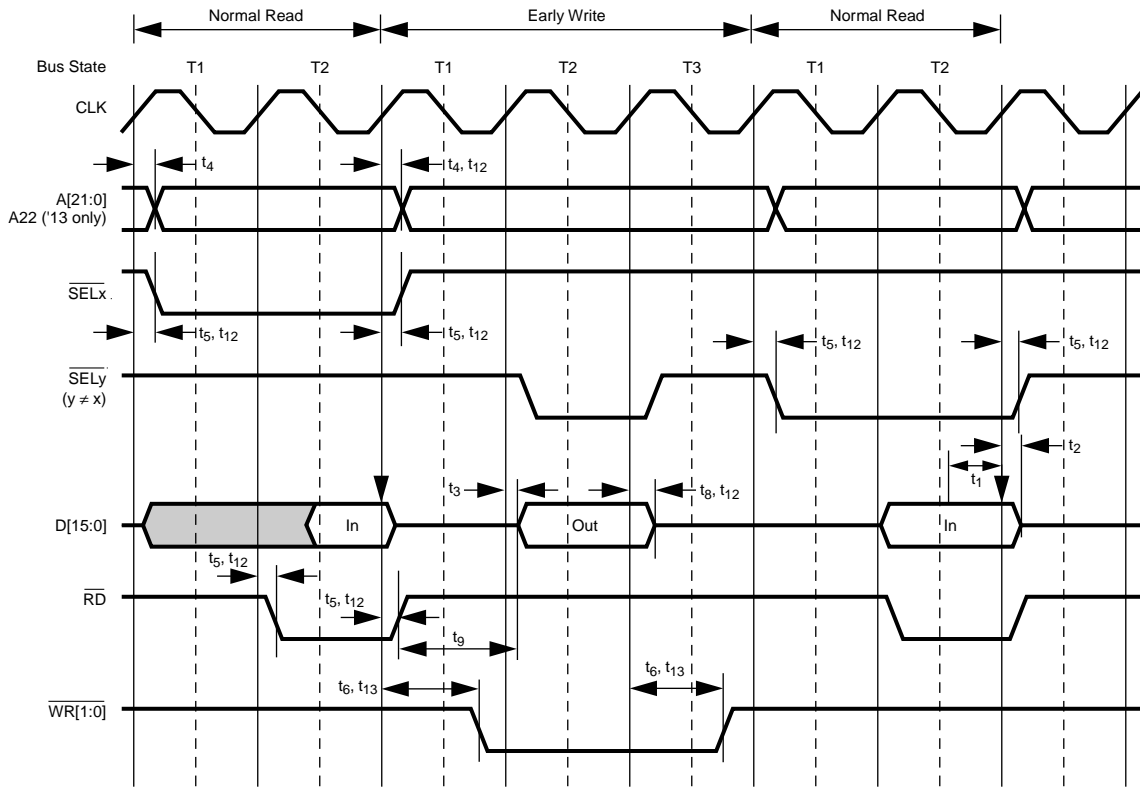 Normal Read Early Write Normal Read
Bus State T1 T2 T1 T2 T3 T1 T2
CLK
t4 t4, t12
A[21:0]
A22 ('13 only)
SELx
t5, t12 t5, t12 t5, t12 t5, t12
SELy
(y ≠ x)
t2
t1
t3 t8, t12
D[15:0] In Out In
t5, t12
t5, t12
RD
t9
t6, t13 t6, t13
WR[1:0]